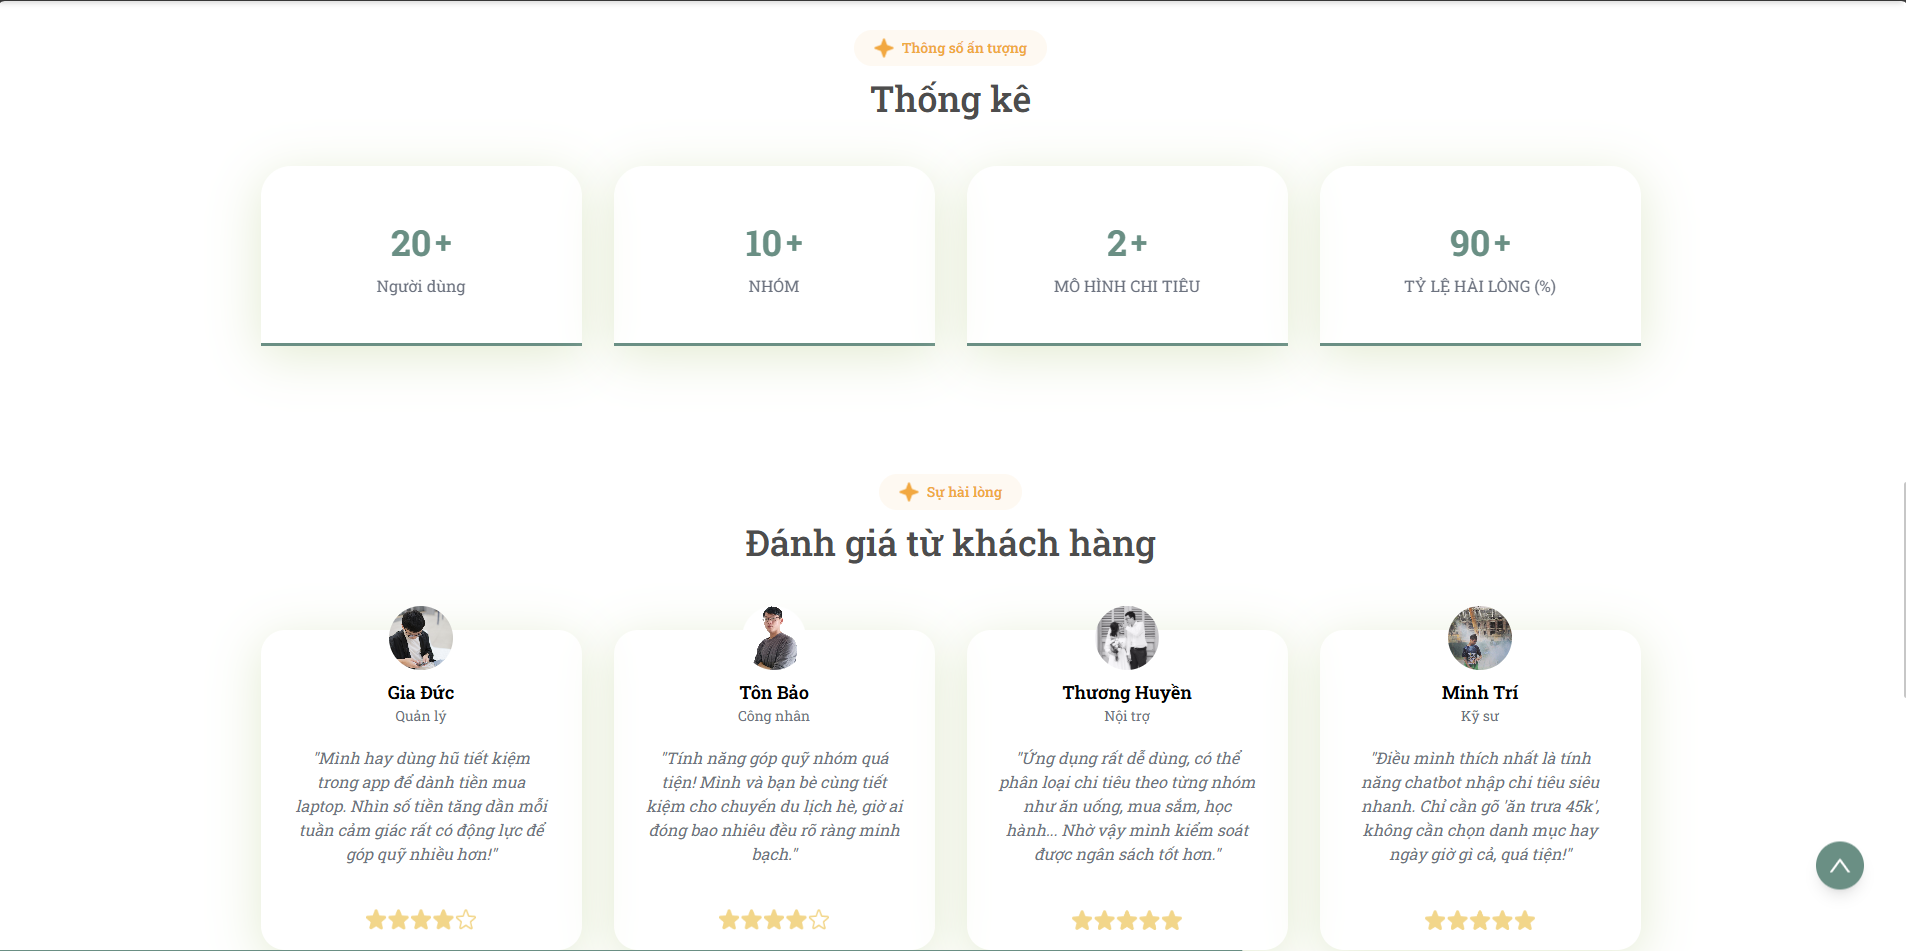 Thông số ấn tượng
Thống kê
20+
Người dùng
10+
NHÓM
2+
MÔ HÌNH CHI TIÊU
90+
TỶ LỆ HÀI LÒNG (%)
Sự hài lòng
Đánh giá từ khách hàng
Gia Đức
Quản lý
"Mình hay dùng hũ tiết kiệm
trong app để dành tiền mua
laptop. Nhìn số tiền tăng dần mỗi
tuần cảm giác rất có động lực để
góp quỹ nhiều hơn!"
Tôn Bảo
Công nhân
"Tính năng góp quỹ nhóm quá
tiện! Mình và bạn bè cùng tiết
kiệm cho chuyến du lịch hè, giờ ai
đóng bao nhiêu đều rõ ràng minh
bạch."
Thương Huyền
Nội trợ
"Ứng dụng rất dễ dùng, có thể
phân loại chi tiêu theo từng nhóm
như ăn uống, mua sắm, học
hành... Nhờ vậy mình kiểm soát
được ngân sách tốt hơn."
Minh Trí
Kỹ sư
"Điều mình thích nhất là tính
năng chatbot nhập chi tiêu siêu
nhanh. Chỉ cần gõ 'ăn trưa 45k',
không cần chọn danh mục hay
ngày giờ gì cả, quá tiện!"